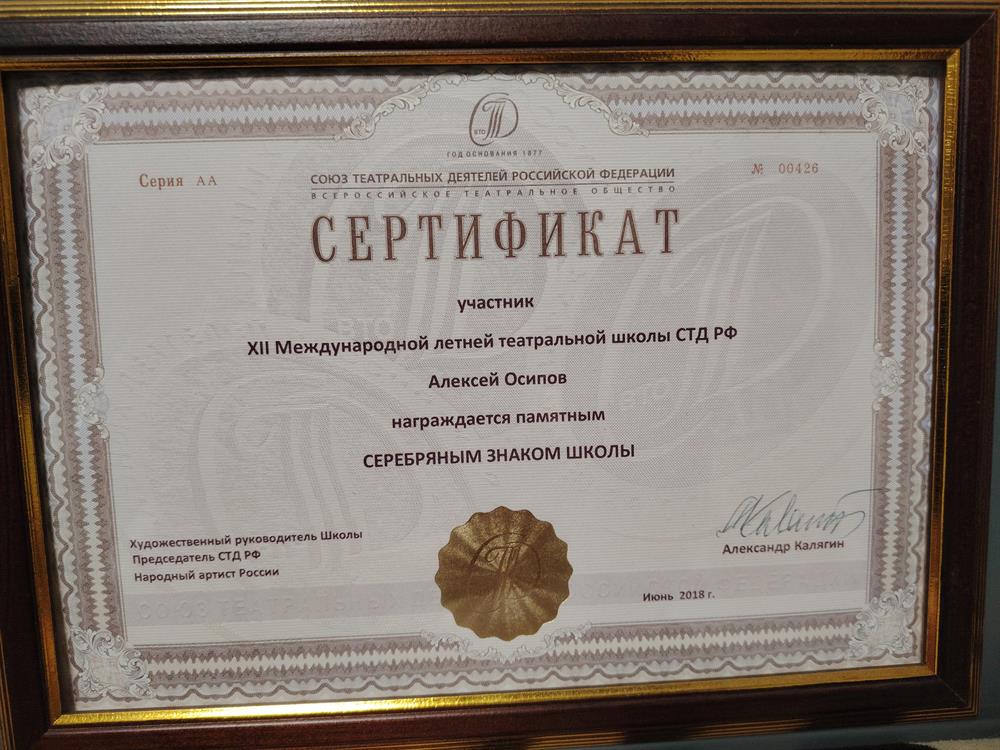 ВТО
ГОД ОСНОВАНИЯ 1877
Серия АА
№ 00426
СОЮЗ ТЕАТРАЛЬНЫХ ДЕЯТЕЛЕЙ РОССИЙСКОЙ ФЕДЕРАЦИИ
ВСЕРОССИЙСКОЕ ТЕАТРАЛЬНОЕ ОБЩЕСТВО
СЕРТИФИКАТ
участник
XII Международной летней театральной школы СТД РФ
Алексей Осипов
награждается памятным
СЕРЕБРЯНЫМ ЗНАКОМ ШКОЛЫ
Художественный руководитель Школы
Председатель СТД РФ
Народный артист России
Александр Калягин
Июнь 2018 г.